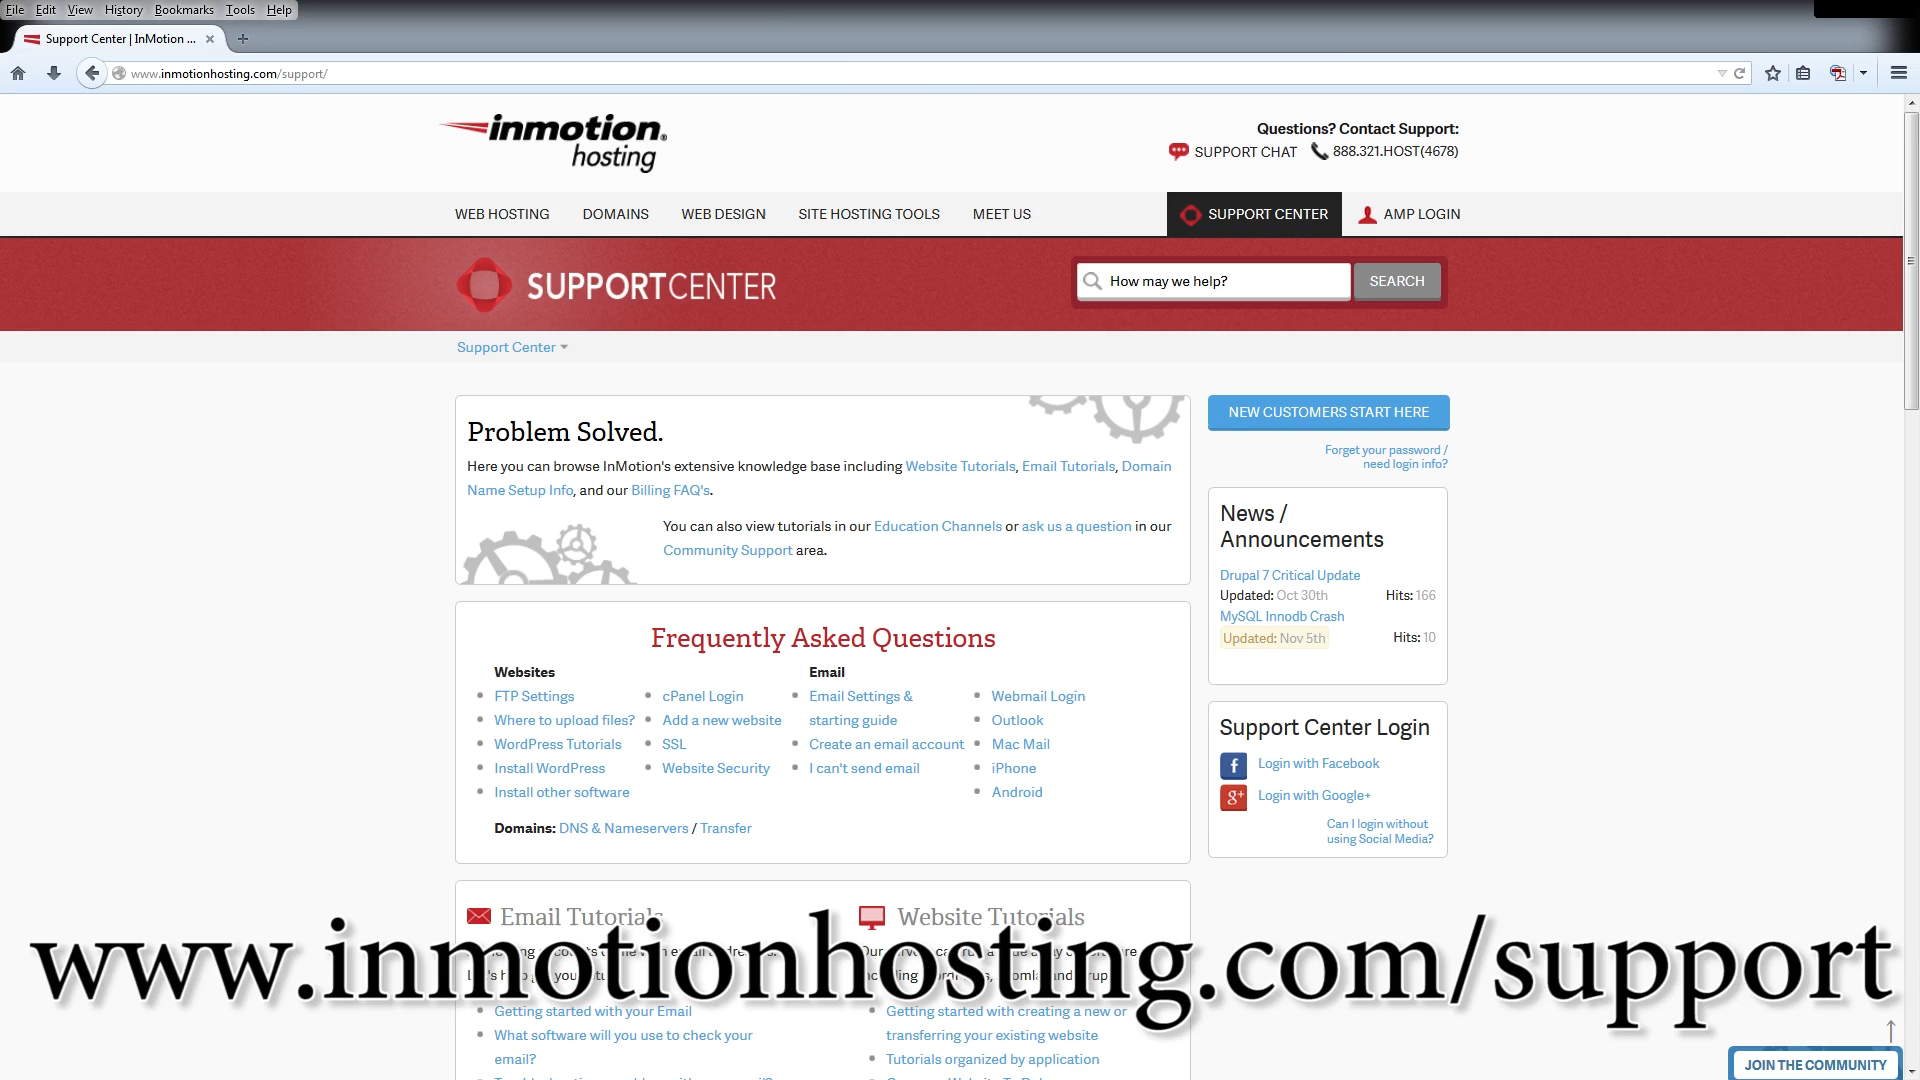 File Edit View History Bookmarks Tools Help
Support Center | InMotion ...
www.inmotionhosting.com/support/
inmotion®
hosting
Questions? Contact Support:
SUPPORT CHAT 888.321.HOST(4678)
WEB HOSTING DOMAINS WEB DESIGN SITE HOSTING TOOLS MEET US SUPPORT CENTER AMP LOGIN
SUPPORTCENTER
How may we help? SEARCH
Support Center
Problem Solved.
Here you can browse InMotion's extensive knowledge base including Website Tutorials, Email Tutorials, Domain
Name Setup Info, and our Billing FAQ's.
You can also view tutorials in our Education Channels or ask us a question in our
Community Support area.
NEW CUSTOMERS START HERE
Forget your password /
need login info?
News /
Announcements
Drupal 7 Critical Update
Updated: Oct 30th Hits: 166
MySQL Innodb Crash
Updated: Nov 5th Hits: 10
Frequently Asked Questions
Websites Email
FTP Settings cPanel Login Email Settings & Webmail Login
Where to upload files? Add a new website starting guide Outlook
WordPress Tutorials SSL Create an email account Mac Mail
Install WordPress Website Security I can't send email iPhone
Install other software Android
Domains: DNS & Nameservers / Transfer
Support Center Login
f Login with Facebook
g+ Login with Google+
Can I login without
using Social Media?
Email Tutorials Website Tutorials
www.inmotionhosting.com/support
Getting started with your Email Getting started with creating a new or
What software will you use to check your transferring your existing website
email? Tutorials organized by application
JOIN THE COMMUNITY